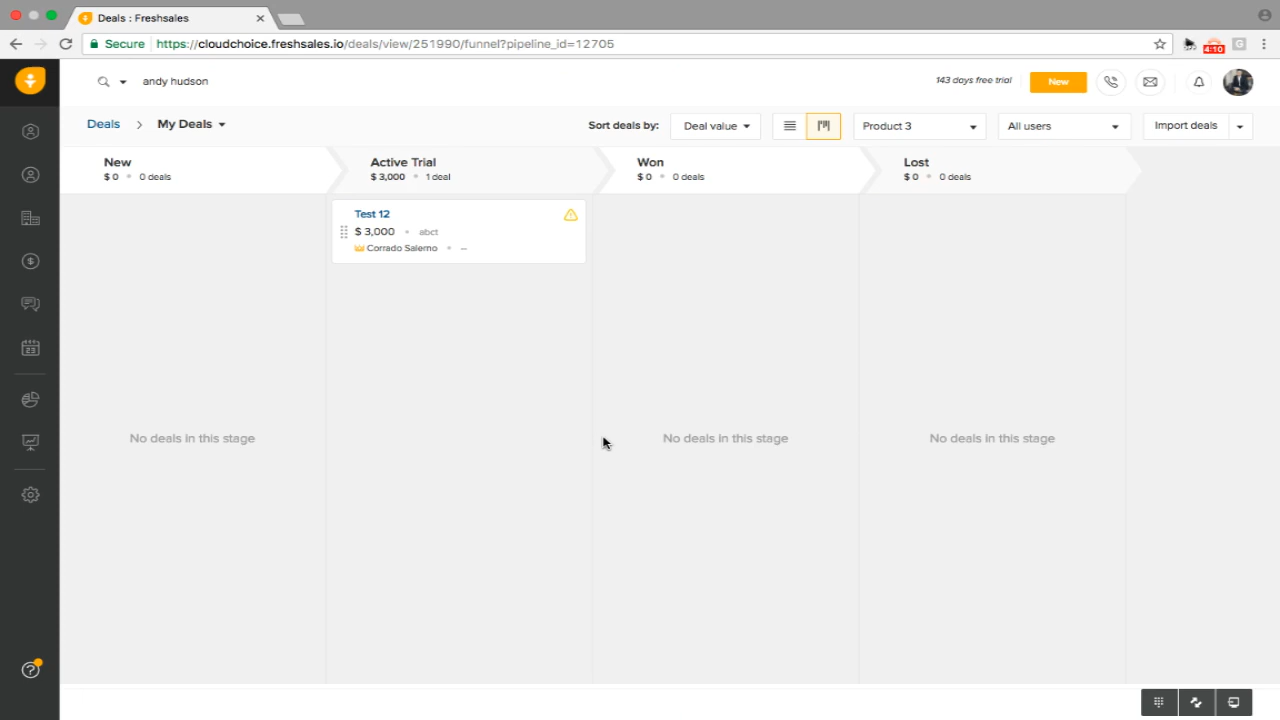 Deals : Freshsales
Secure https://cloudchoice.freshsales.io/deals/view/251990/funnel?pipeline_id=12705
4:10
G
andy hudson
143 days free trial
New
Deals > My Deals
Sort deals by:
Deal value
Product 3
All users
Import deals
New
$ 0 • 0 deals
Active Trial
$ 3,000 • 1 deal
Won
$ 0 • 0 deals
Lost
$ 0 • 0 deals
Test 12
$ 3,000 • abct
Corrado Salerno • --
23
No deals in this stage
No deals in this stage
No deals in this stage